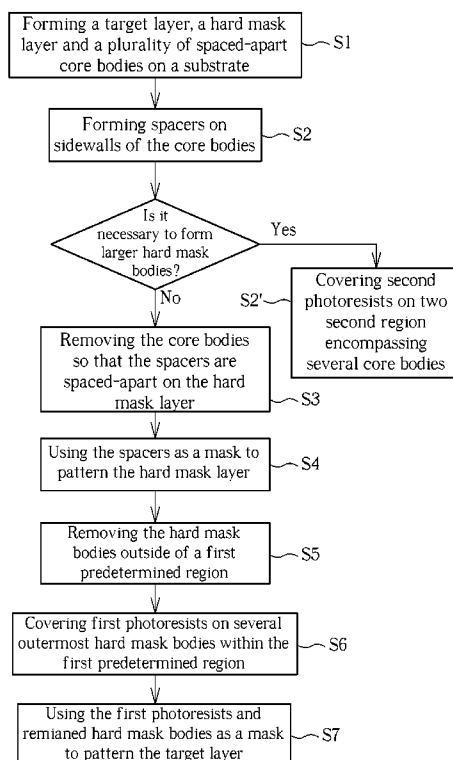 Forming a target layer, a hard mask
layer and a plurality of spaced-apart
core bodies on a substrate
S1
Forming spacers on
sidewalls of the core bodies
S2
Is it
necessary to form
larger hard mask
bodies?
Yes
No
Covering second
photoresists on two
second region
encompassing
several core bodies
S2'
Removing the core bodies
so that the spacers are
spaced-apart on the hard
mask layer
S3
Using the spacers as a mask to
pattern the hard mask layer
S4
Removing the hard mask
bodies outside of a first
predetermined region
S5
Covering first photoresists on several
outermost hard mask bodies within the
first predetermined region
S6
Using the first photoresists and
remianed hard mask bodies as a mask
to pattern the target layer
S7